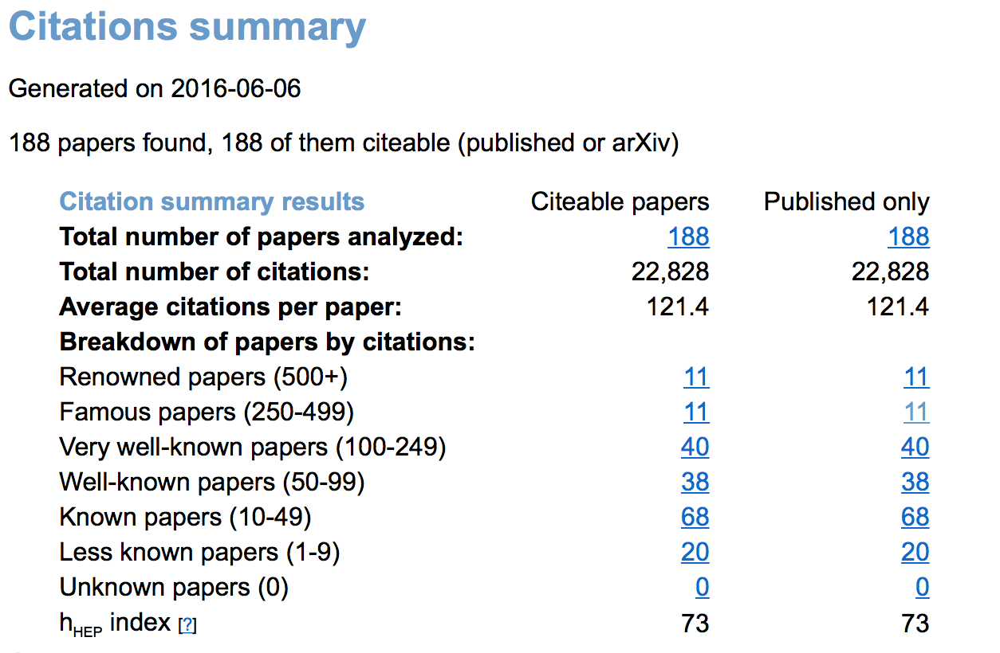 Citations summary
Generated on 2016-06-06
188 papers found, 188 of them citeable (published or arXiv)
Citation summary results Citeable papers Published only
Total number of papers analyzed: 188 188
Total number of citations: 22,828 22,828
Average citations per paper: 121.4 121.4
Breakdown of papers by citations:
Renowned papers (500+) 11 11
Famous papers (250-499) 11 11
Very well-known papers (100-249) 40 40
Well-known papers (50-99) 38 38
Known papers (10-49) 68 68
Less known papers (1-9) 20 20
Unknown papers (0) 0 0
hHEP index [?] 73 73